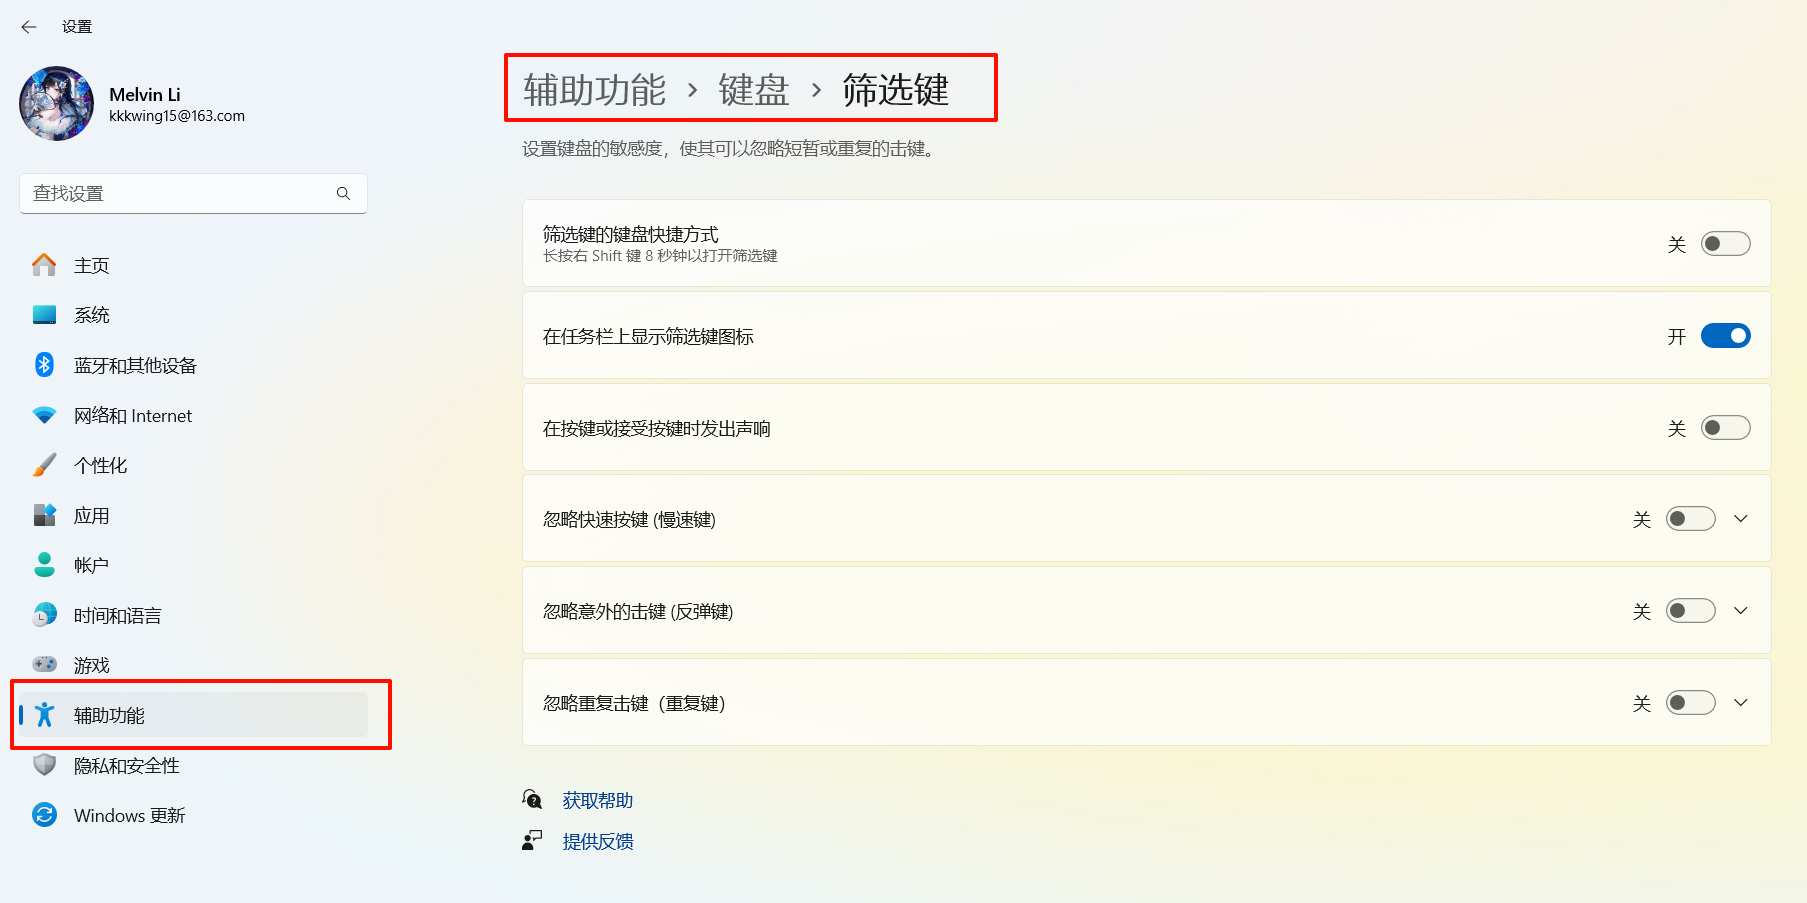 设置
Melvin Li
kkkwing15@163.com
查找设置
主页
系统
蓝牙和其他设备
网络和 Internet
个性化
应用
帐户
时间和语言
游戏
辅助功能
隐私和安全性
Windows 更新
辅助功能 › 键盘 › 筛选键
设置键盘的敏感度，使其可以忽略短暂或重复的击键。
筛选键的键盘快捷方式
长按右 Shift 键 8 秒钟以打开筛选键
关
在任务栏上显示筛选键图标
开
在按键或接受按键时发出声响
关
忽略快速按键 (慢速键)
关
忽略意外的击键 (反弹键)
关
忽略重复击键（重复键）
关
获取帮助
提供反馈